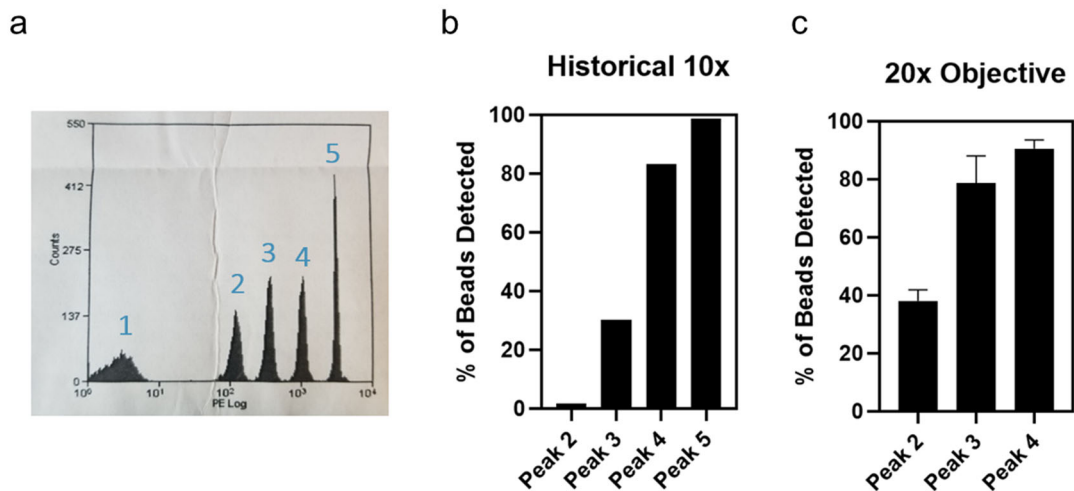 a
550
412
275
137
0
Counts
10⁰ 10¹ 10² 10³ 10⁴
PE Log
1
2
3
4
5
b
Historical 10x
% of Beads Detected
100
80
60
40
20
0
Peak 2
Peak 3
Peak 4
Peak 5
c
20x Objective
% of Beads Detected
100
80
60
40
20
0
Peak 2
Peak 3
Peak 4